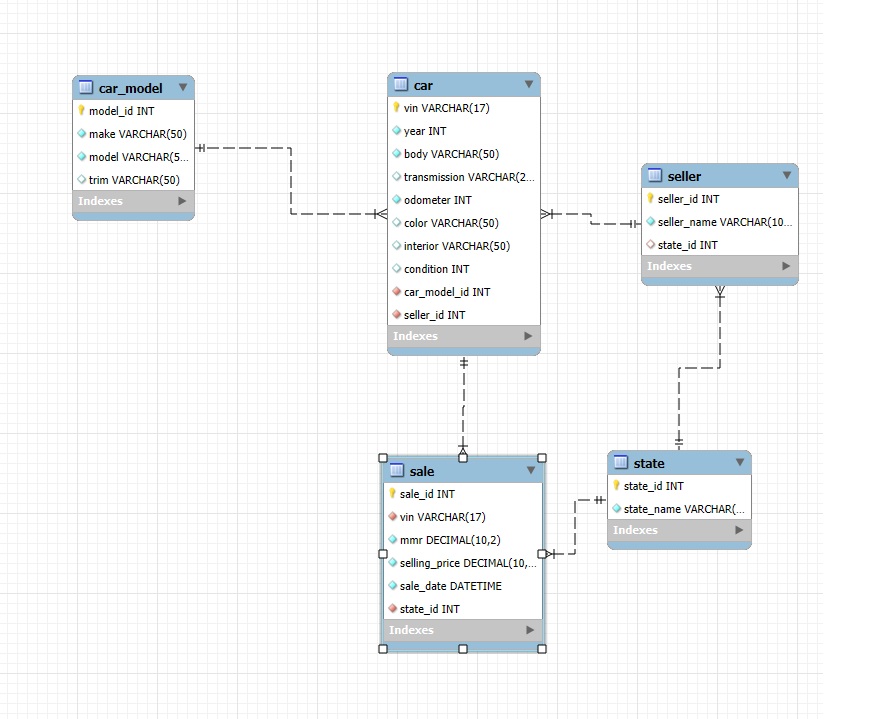 car_model
model_id INT
make VARCHAR(50)
model VARCHAR(5...
trim VARCHAR(50)
Indexes
car
vin VARCHAR(17)
year INT
body VARCHAR(50)
transmission VARCHAR(2...
odometer INT
color VARCHAR(50)
interior VARCHAR(50)
condition INT
car_model_id INT
seller_id INT
Indexes
seller
seller_id INT
seller_name VARCHAR(10...
state_id INT
Indexes
sale
sale_id INT
vin VARCHAR(17)
mmr DECIMAL(10,2)
selling_price DECIMAL(10,...
sale_date DATETIME
state_id INT
Indexes
state
state_id INT
state_name VARCHAR(...
Indexes